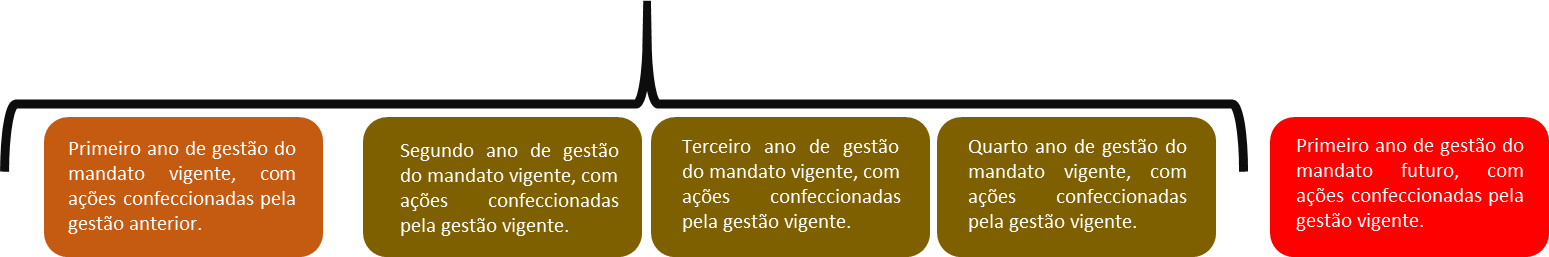 Primeiro ano de gestão do
mandato vigente, com
ações confeccionadas pela
gestão anterior.
Segundo ano de gestão
do mandato vigente, com
ações confeccionadas
pela gestão vigente.
Terceiro ano de gestão
do mandato vigente, com
ações confeccionadas
pela gestão vigente.
Quarto ano de gestão do
mandato vigente, com
ações confeccionadas
pela gestão vigente.
Primeiro ano de gestão do
mandato futuro, com
ações confeccionadas pela
gestão vigente.